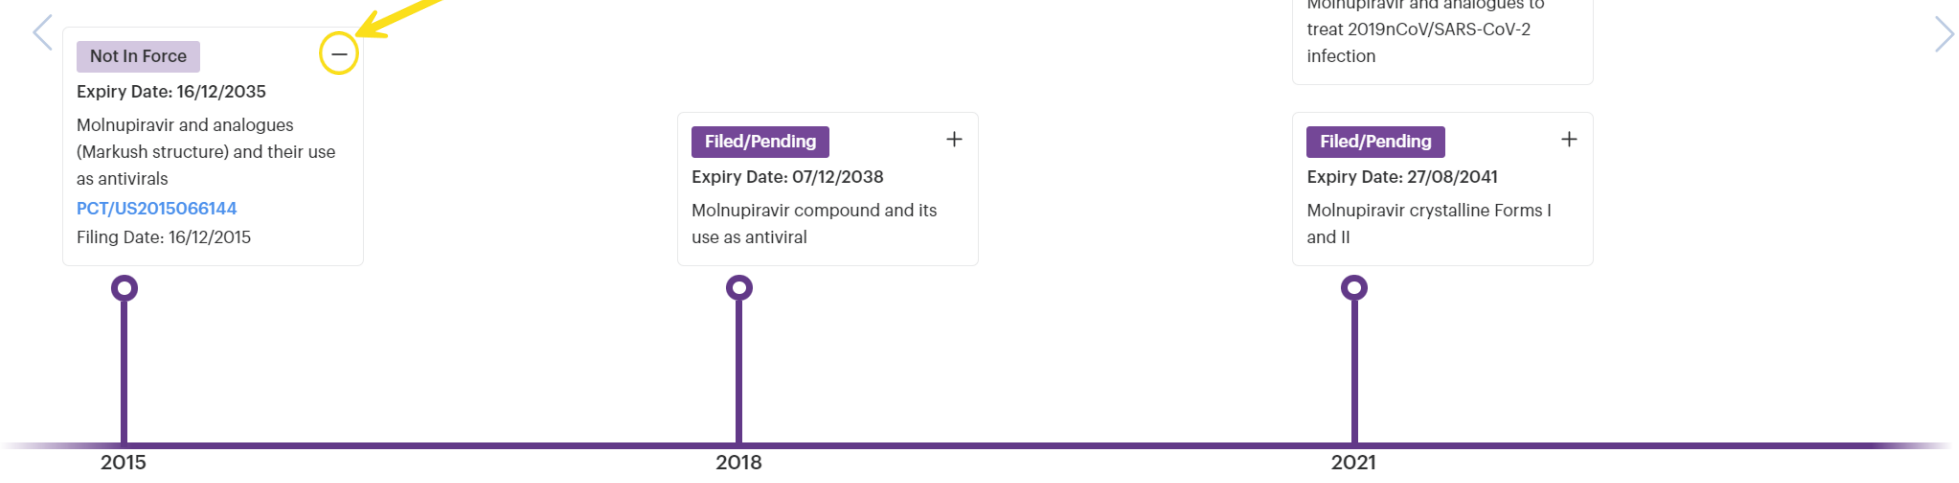 Not In Force
Expiry Date: 16/12/2035
Molnupiravir and analogues
(Markush structure) and their use
as antivirals
PCT/US2015066144
Filing Date: 16/12/2015
Filed/Pending
Expiry Date: 07/12/2038
Molnupiravir compound and its
use as antiviral
Molnupiravir and analogues to
treat 2019nCoV/SARS-CoV-2
infection
Filed/Pending
Expiry Date: 27/08/2041
Molnupiravir crystalline Forms I
and II
2015
2018
2021